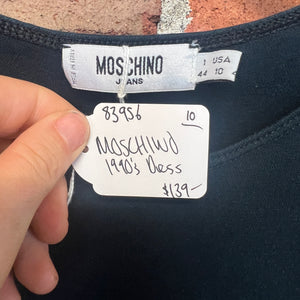 MOSCHINO
JEANS
I USA
44 10
83956 10
MOSCHINO
1990's Dress
$139-